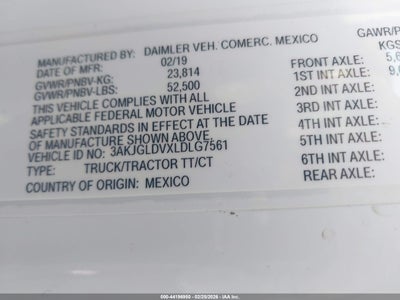 MANUFACTURED BY: DAIMLER VEH. COMERC. MEXICO
DATE OF MFR: 02/19
GVWR/PNBV-KG: 23,814
GVWR/PNBV-LBS: 52,500
THIS VEHICLE COMPLIES WITH ALL
APPLICABLE FEDERAL MOTOR VEHICLE
SAFETY STANDARDS IN EFFECT AT THE DATE
OF MANUFACTURE SHOWN ABOVE.
VEHICLE ID NO: 3AKJGLDVXLDLG7561
TYPE: TRUCK/TRACTOR TT/CT
COUNTRY OF ORIGIN: MEXICO
GAWR/P
KGS
FRONT AXLE: 5,6
1ST INT AXLE: 9,
2ND INT AXLE:
3RD INT AXLE:
4TH INT AXLE:
5TH INT AXLE:
6TH INT AXLE:
REAR AXLE: